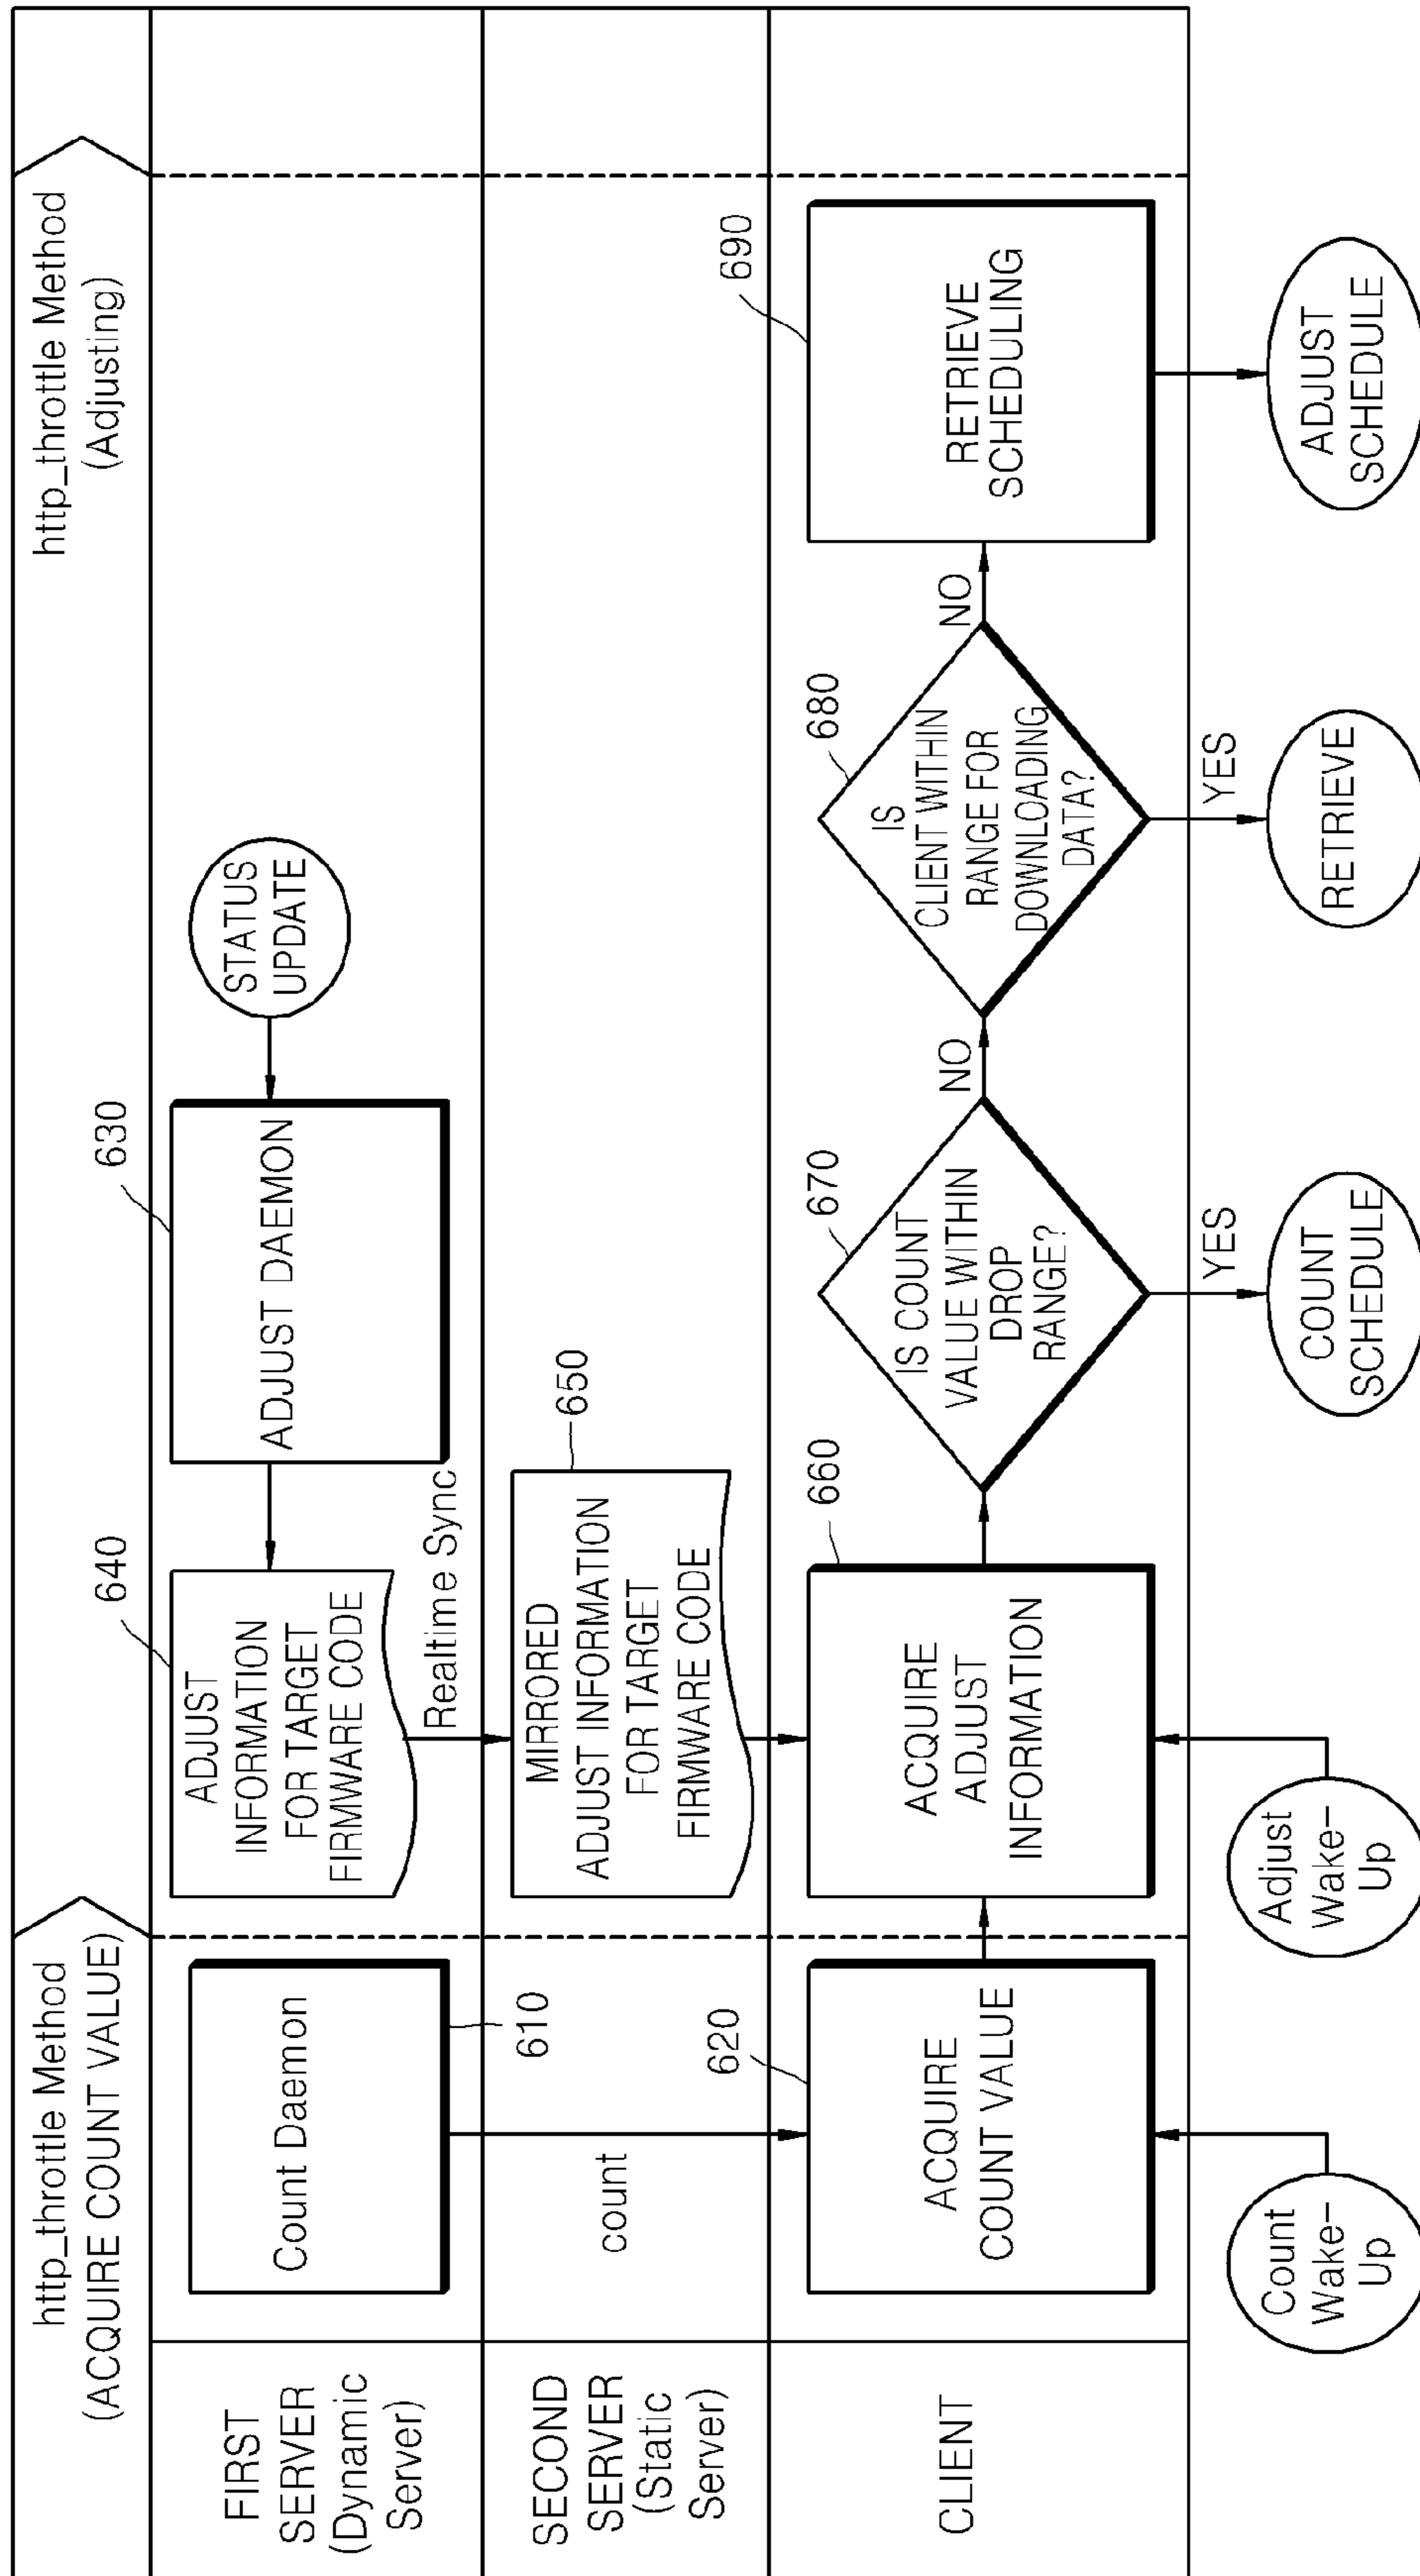 http_throttle Method
(ACQUIRE COUNT VALUE)
http_throttle Method
(Adjusting)
FIRST
SERVER
(Dynamic
Server)
Count Daemon
610
640
ADJUST
INFORMATION
FOR TARGET
FIRMWARE CODE
630
ADJUST DAEMON
STATUS
UPDATE
Realtime Sync
SECOND
SERVER
(Static
Server)
count
650
MIRRORED
ADJUST INFORMATION
FOR TARGET
FIRMWARE CODE
CLIENT
620
ACQUIRE
COUNT VALUE
660
ACQUIRE
ADJUST
INFORMATION
670
IS COUNT
VALUE WITHIN
DROP
RANGE?
NO
680
IS
CLIENT WITHIN
RANGE FOR
DOWNLOADING
DATA?
NO
690
RETRIEVE
SCHEDULING
YES
YES
Count
Wake-
Up
Adjust
Wake-
Up
COUNT
SCHEDULE
RETRIEVE
ADJUST
SCHEDULE